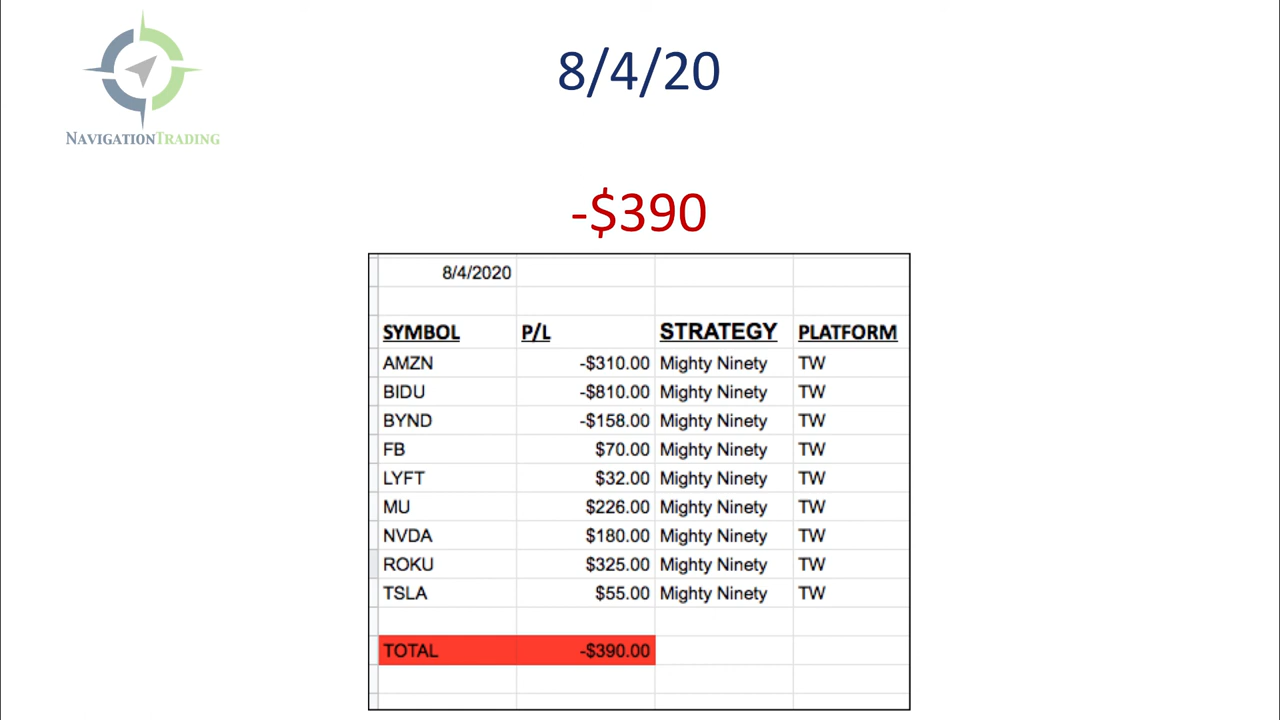 NAVIGATIONTRADING
8/4/20
-$390
8/4/2020
SYMBOL P/L STRATEGY PLATFORM
AMZN -$310.00 Mighty Ninety TW
BIDU -$810.00 Mighty Ninety TW
BYND -$158.00 Mighty Ninety TW
FB $70.00 Mighty Ninety TW
LYFT $32.00 Mighty Ninety TW
MU $226.00 Mighty Ninety TW
NVDA $180.00 Mighty Ninety TW
ROKU $325.00 Mighty Ninety TW
TSLA $55.00 Mighty Ninety TW
TOTAL -$390.00